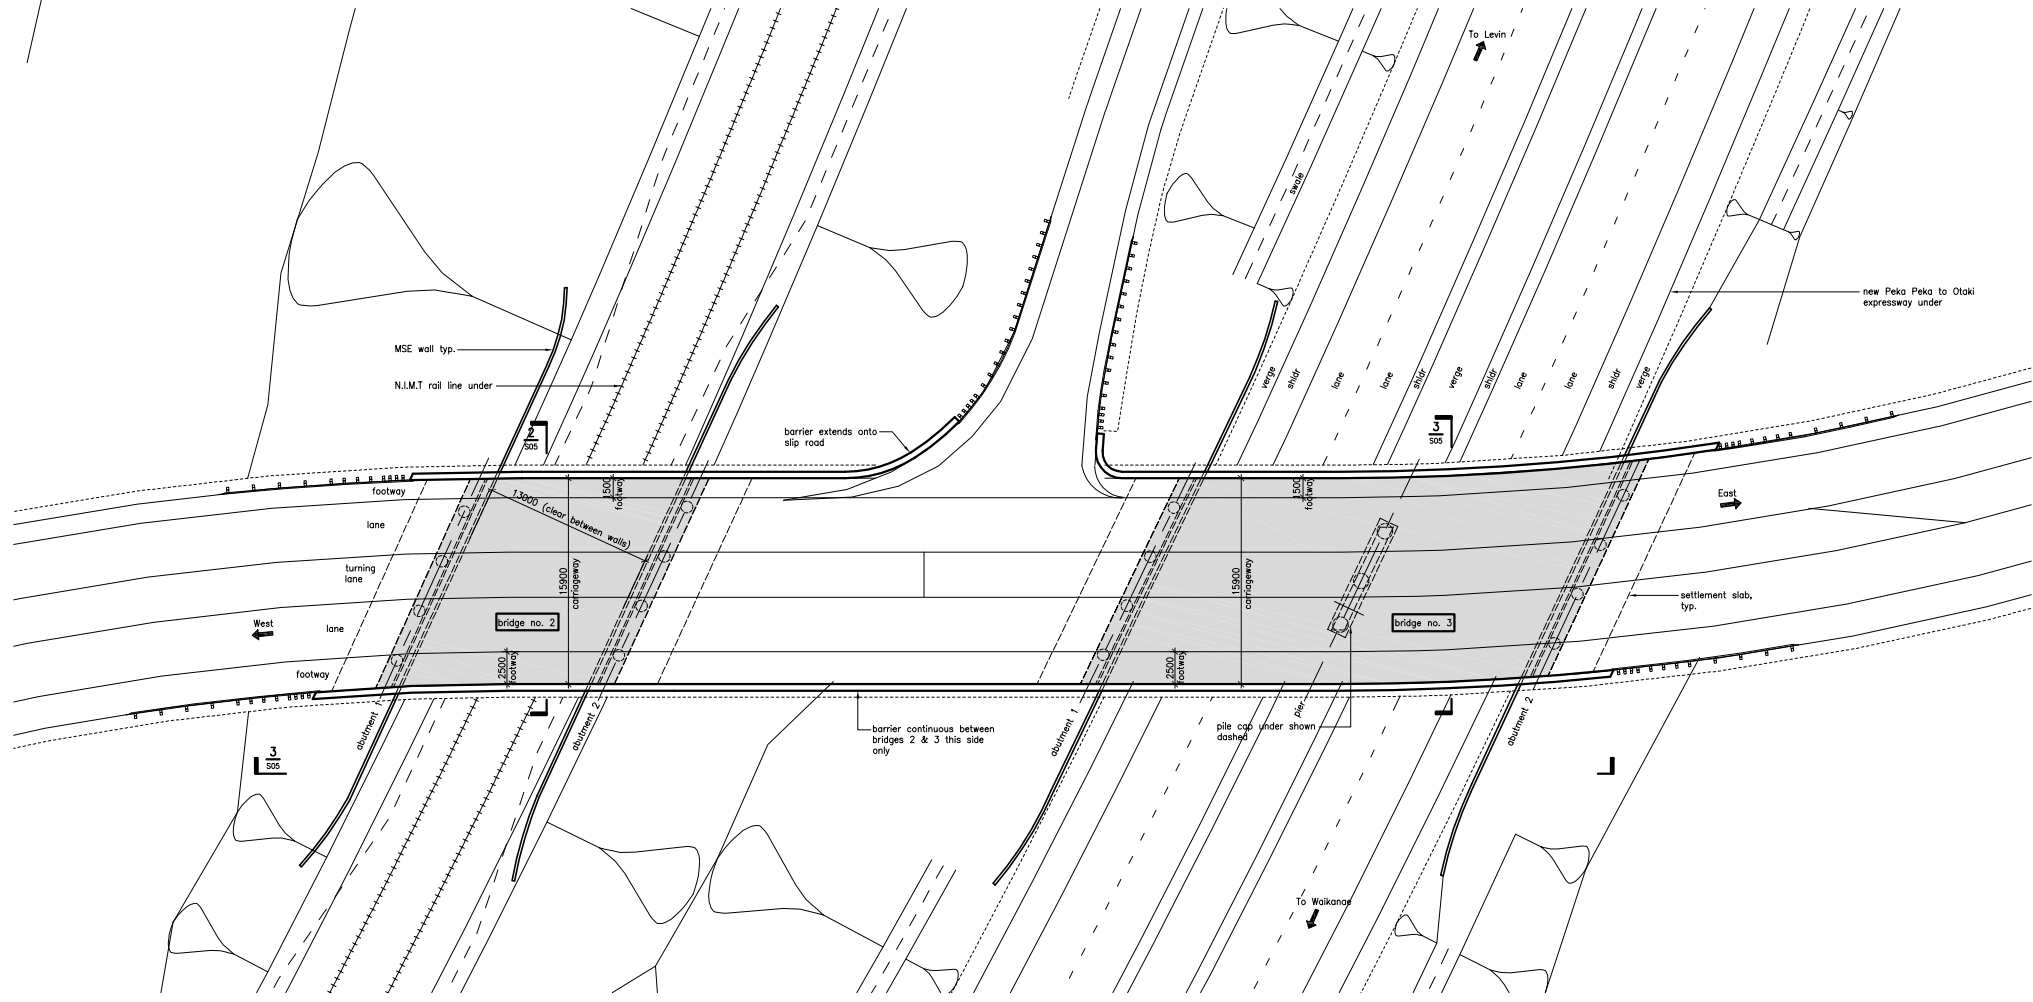 To Levin
swale
new Peka Peka to Otaki
expressway under
MSE wall typ.
N.I.M.T rail line under
verge
shldr
lane
lane
shldr
verge
shldr
lane
lane
shldr
verge
2
S05
3
S05
barrier extends onto
slip road
footway
1500
footway
13000 (clear between walls)
1500
footway
East
lane
turning
lane
15900
carriageway
15900
carriageway
settlement slab,
typ.
West
lane
bridge no. 2
bridge no. 3
footway
2500
footway
2500
footway
abutment 1
abutment 2
abutment 1
pier
abutment 2
barrier continuous between
bridges 2 & 3 this side
only
pile cap under shown
dashed
3
S05
To Waikanae